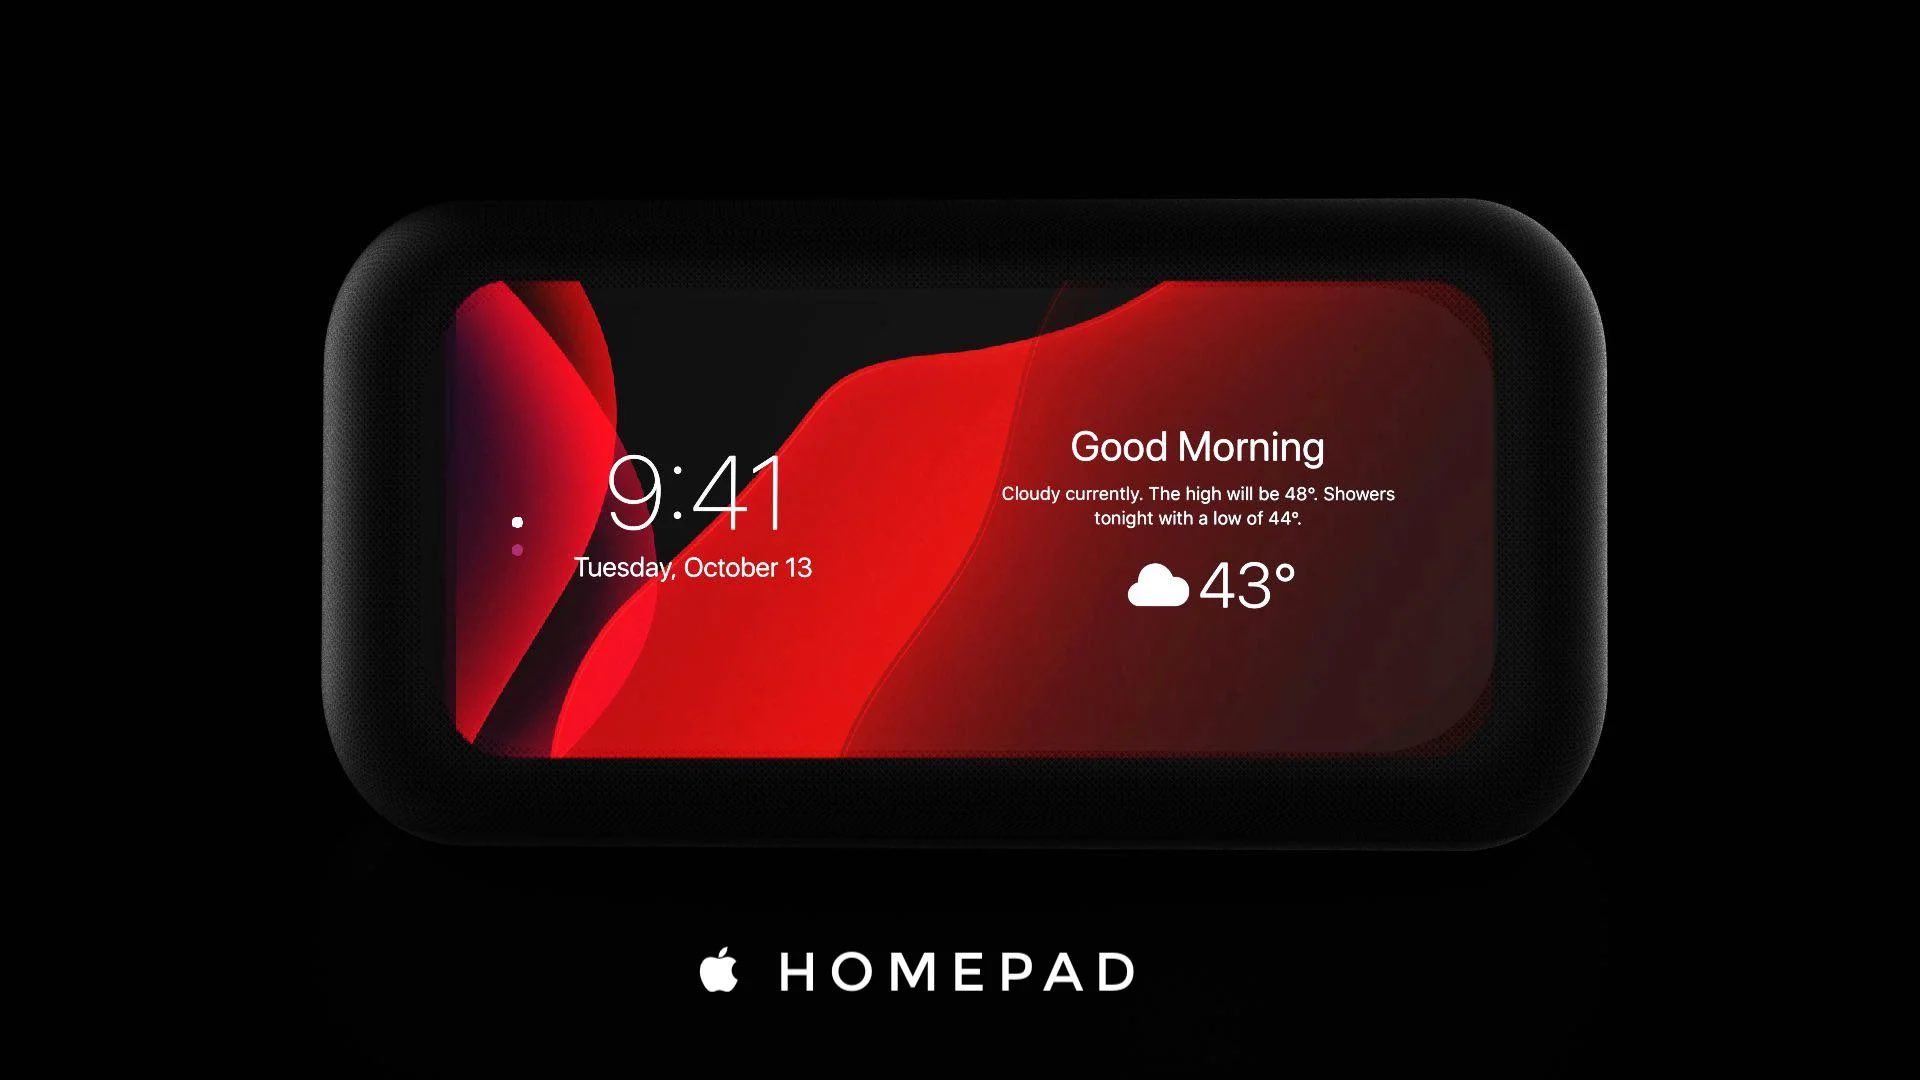 9:41
Tuesday, October 13
Good Morning
Cloudy currently. The high will be 48°. Showers
tonight with a low of 44°.
43°
HOMEPAD